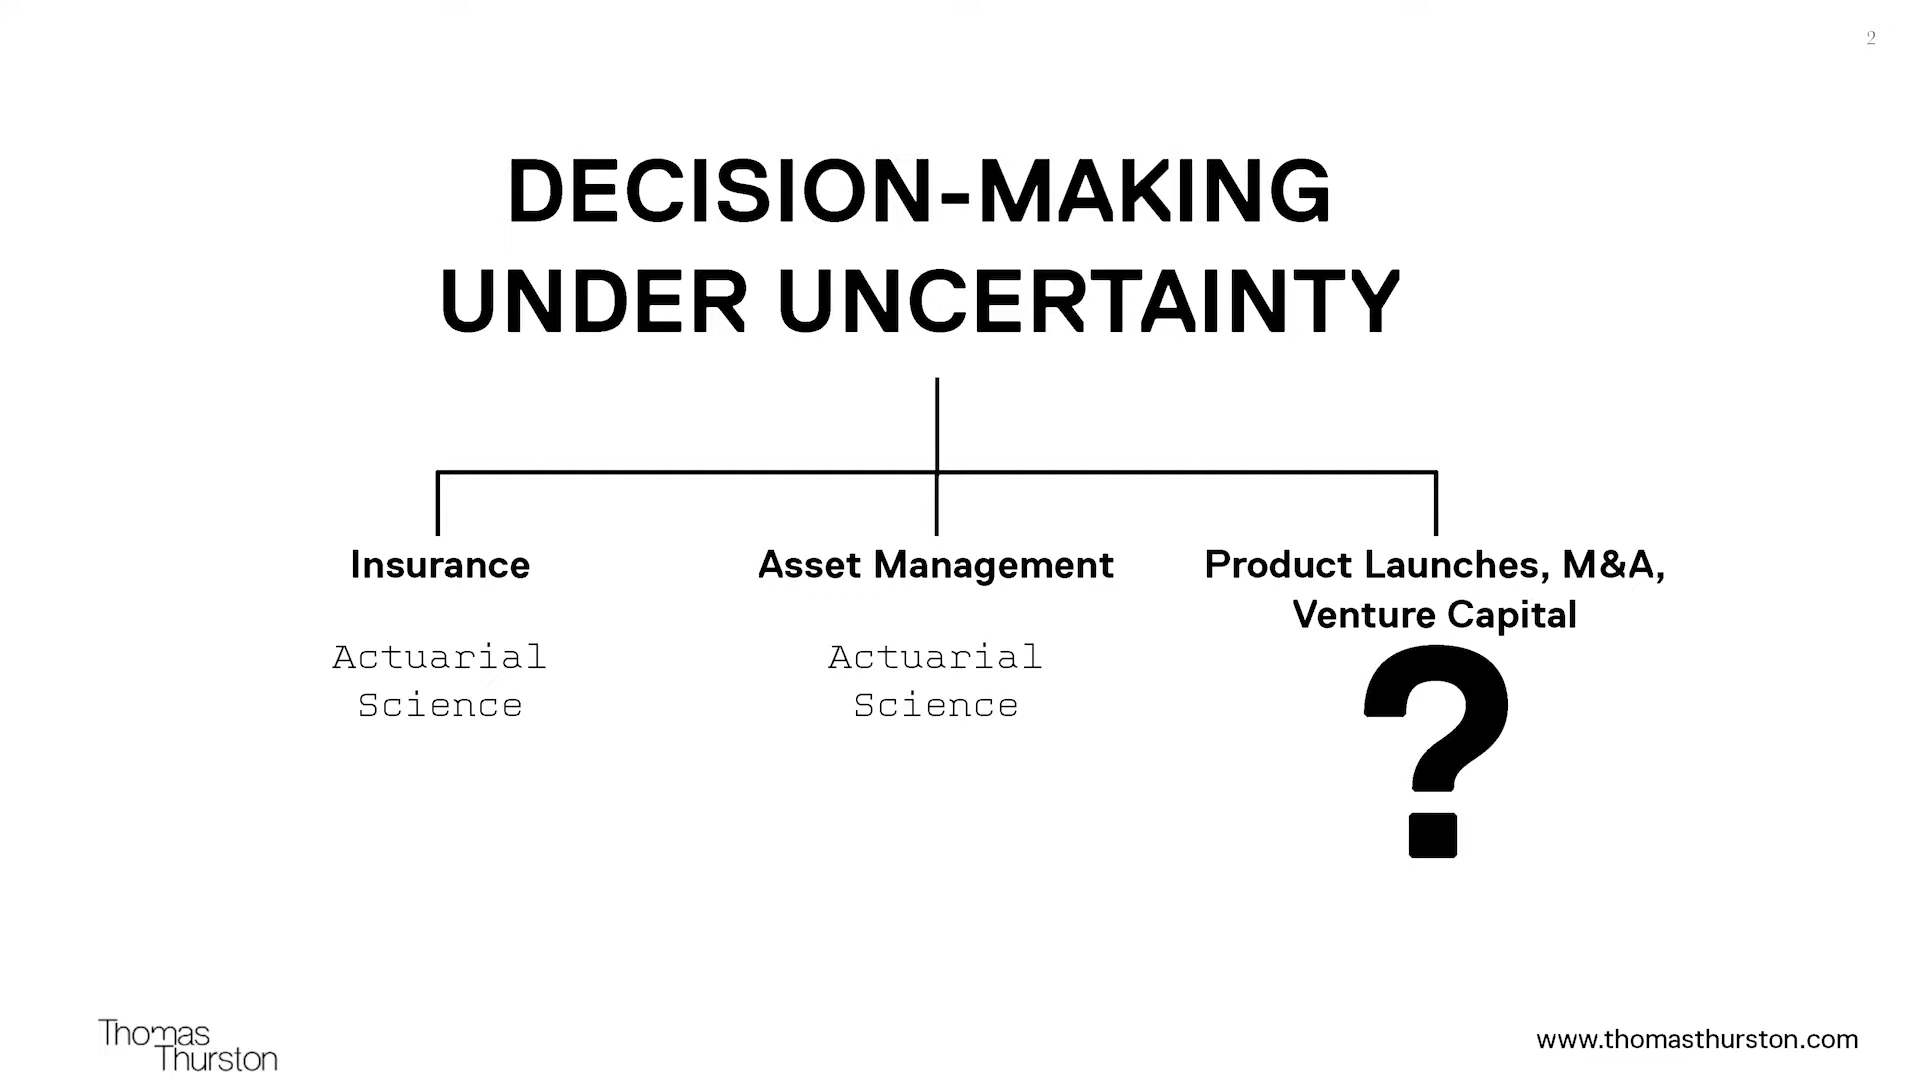 2
DECISION-MAKING
UNDER UNCERTAINTY
Insurance
Asset Management
Product Launches, M&A,
Venture Capital
Actuarial
Science
Actuarial
Science
?
Thomas
Thurston
www.thomasthurston.com